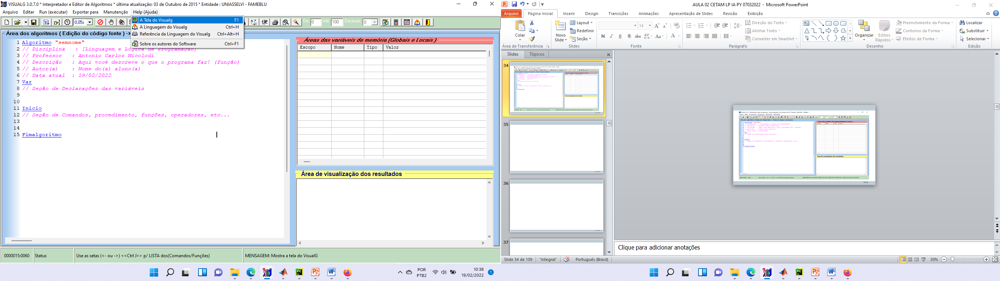 VISUALG 3.0.7.0 * Interpretador e Editor de Algoritmos * última atualização: 03 de Outubro de 2015 * Entidade : UNIASSELVI - FAMEBLU
Arquivo Editar Run (executar) Exportar para Manutenção Help (Ajuda)
A Tela do Visualg F1
A Linguagem do Visualg Ctrl+H
Referência da Linguagem do Visualg Ctrl+Alt+H
Sobre os autores do Software Ctrl+F1
0,05s De: 0 Até: 100 Decimais: 0
Área dos algoritmos ( Edição do código fonte ) ->
1 Algoritmo "semnome"
2 // Disciplina : [Linguagem e Lógica de Programação]
3 // Professor : Antonio Carlos Nicolodi
4 // Descrição : Aqui você descreve o que o programa faz! (função)
5 // Autor(a) : Nome do(a) aluno(a)
6 // Data atual : 19/02/2022
7 Var
8 // Seção de Declarações das variáveis
9
10
11 Inicio
12 // Seção de Comandos, procedimento, funções, operadores, etc...
13
14
15 Fimalgoritmo
Áreas das variáveis de memória (Globais e Locais )
Escopo Nome Tipo Valor
Área de visualização dos resultados
0000015:0060 Status Use as setas (<- ou ->) <<Ctrl J>> p/ LISTA dos(Comandos/Funções) MENSAGEM: Mostra a tela do VisualG
POR
PTB2
10:38
19/02/2022
1
AULA 02 CETAM LP IA PY 07032022 - Microsoft PowerPoint
Arquivo Página Inicial Inserir Design Transições Animações Apresentação de Slides Revisão Exibição
Colar
Área de Transferência
Novo
Slide
Layout
Redefinir
Seção
Slides
14
N I S S abc AV Aa A
Fonte
Direção do Texto
Alinhar Texto
Converter em SmartArt
Parágrafo
Organizar
Estilos
Rápidos
Preenchimento da Forma
Contorno da Forma
Efeitos de Forma
Desenho
Localizar
Substituir
Selecionar
Edição
Slides Tópicos
34
35
36
37
Clique para adicionar anotações
Slide 34 de 109 "Integral" Português (Brasil) 30%